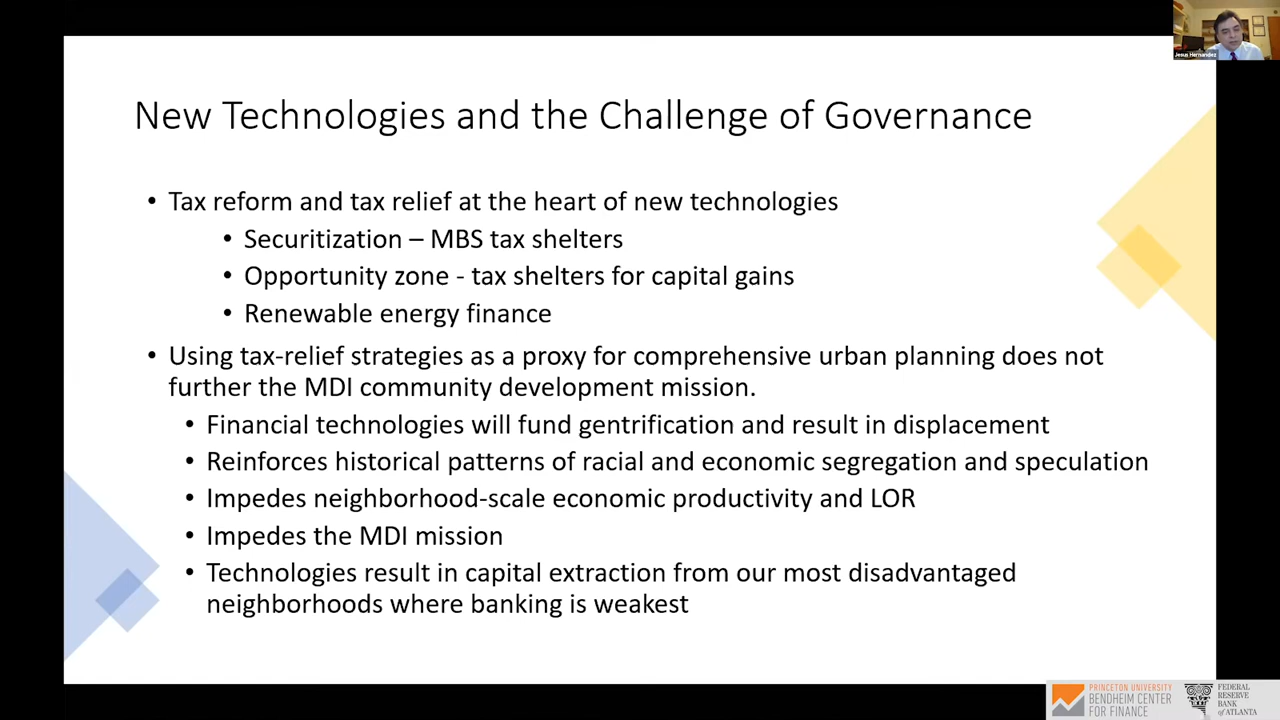 Jesus Hernandez
New Technologies and the Challenge of Governance
• Tax reform and tax relief at the heart of new technologies
• Securitization – MBS tax shelters
• Opportunity zone - tax shelters for capital gains
• Renewable energy finance
• Using tax-relief strategies as a proxy for comprehensive urban planning does not
further the MDI community development mission.
• Financial technologies will fund gentrification and result in displacement
• Reinforces historical patterns of racial and economic segregation and speculation
• Impedes neighborhood-scale economic productivity and LOR
• Impedes the MDI mission
• Technologies result in capital extraction from our most disadvantaged
neighborhoods where banking is weakest
PRINCETON UNIVERSITY
BENDHEIM CENTER
FOR FINANCE
FEDERAL
RESERVE
BANK
of ATLANTA